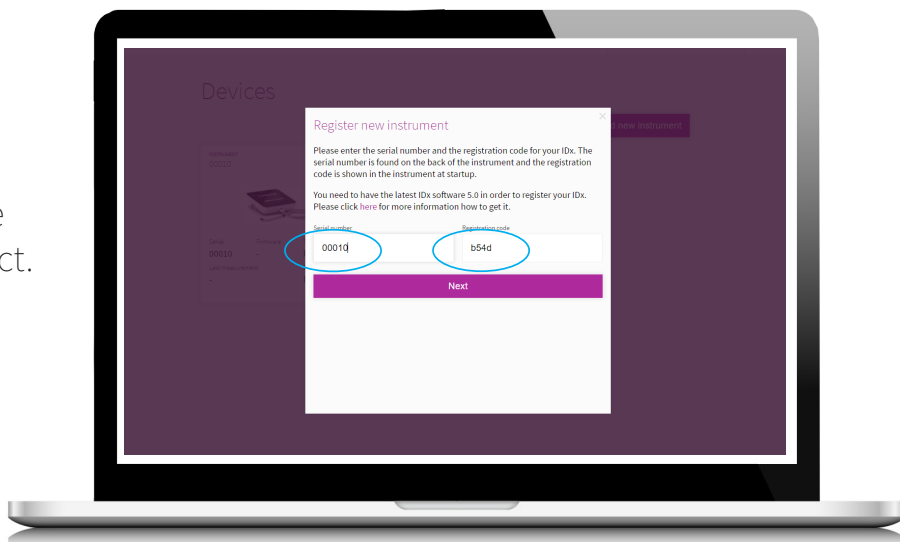 e
ct.
Devices
new instrument
00010
Register new instrument
Please enter the serial number and the registration code for your IDx. The
serial number is found on the back of the instrument and the registration
code is shown in the instrument at startup.
You need to have the latest IDx software 5.0 in order to register your IDx.
Please click here for more information how to get it.
Serial number
Registration code
00010
b54d
Next